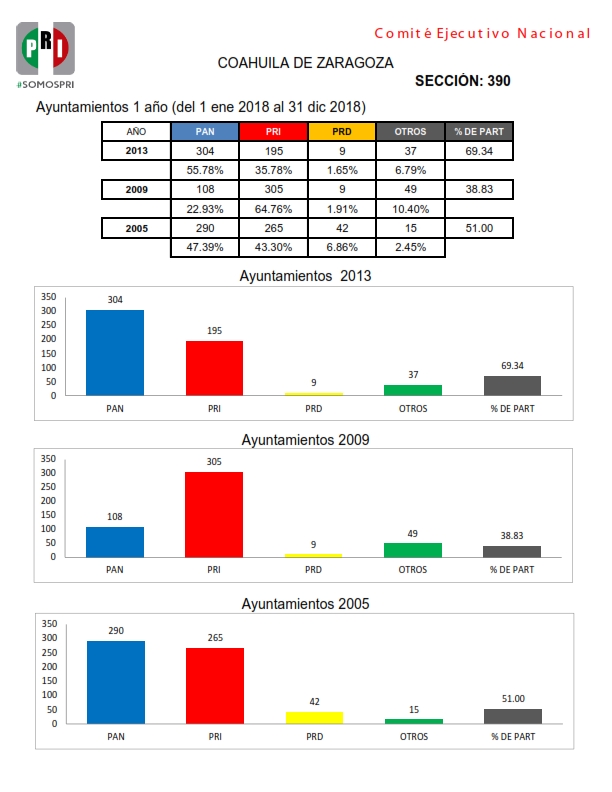 Comité Ejecutivo Nacional
PRI
#SOMOSPRI
COAHUILA DE ZARAGOZA
SECCIÓN: 390
Ayuntamientos 1 año (del 1 ene 2018 al 31 dic 2018)
AÑO PAN PRI PRD OTROS % DE PART
2013 304 195 9 37 69.34
55.78% 35.78% 1.65% 6.79%
2009 108 305 9 49 38.83
22.93% 64.76% 1.91% 10.40%
2005 290 265 42 15 51.00
47.39% 43.30% 6.86% 2.45%
Ayuntamientos 2013
350
300
250
200
150
100
50
0
304 195 9 37 69.34
PAN PRI PRD OTROS % DE PART
Ayuntamientos 2009
350
300
250
200
150
100
50
0
108 305 9 49 38.83
PAN PRI PRD OTROS % DE PART
Ayuntamientos 2005
350
300
250
200
150
100
50
0
290 265 42 15 51.00
PAN PRI PRD OTROS % DE PART